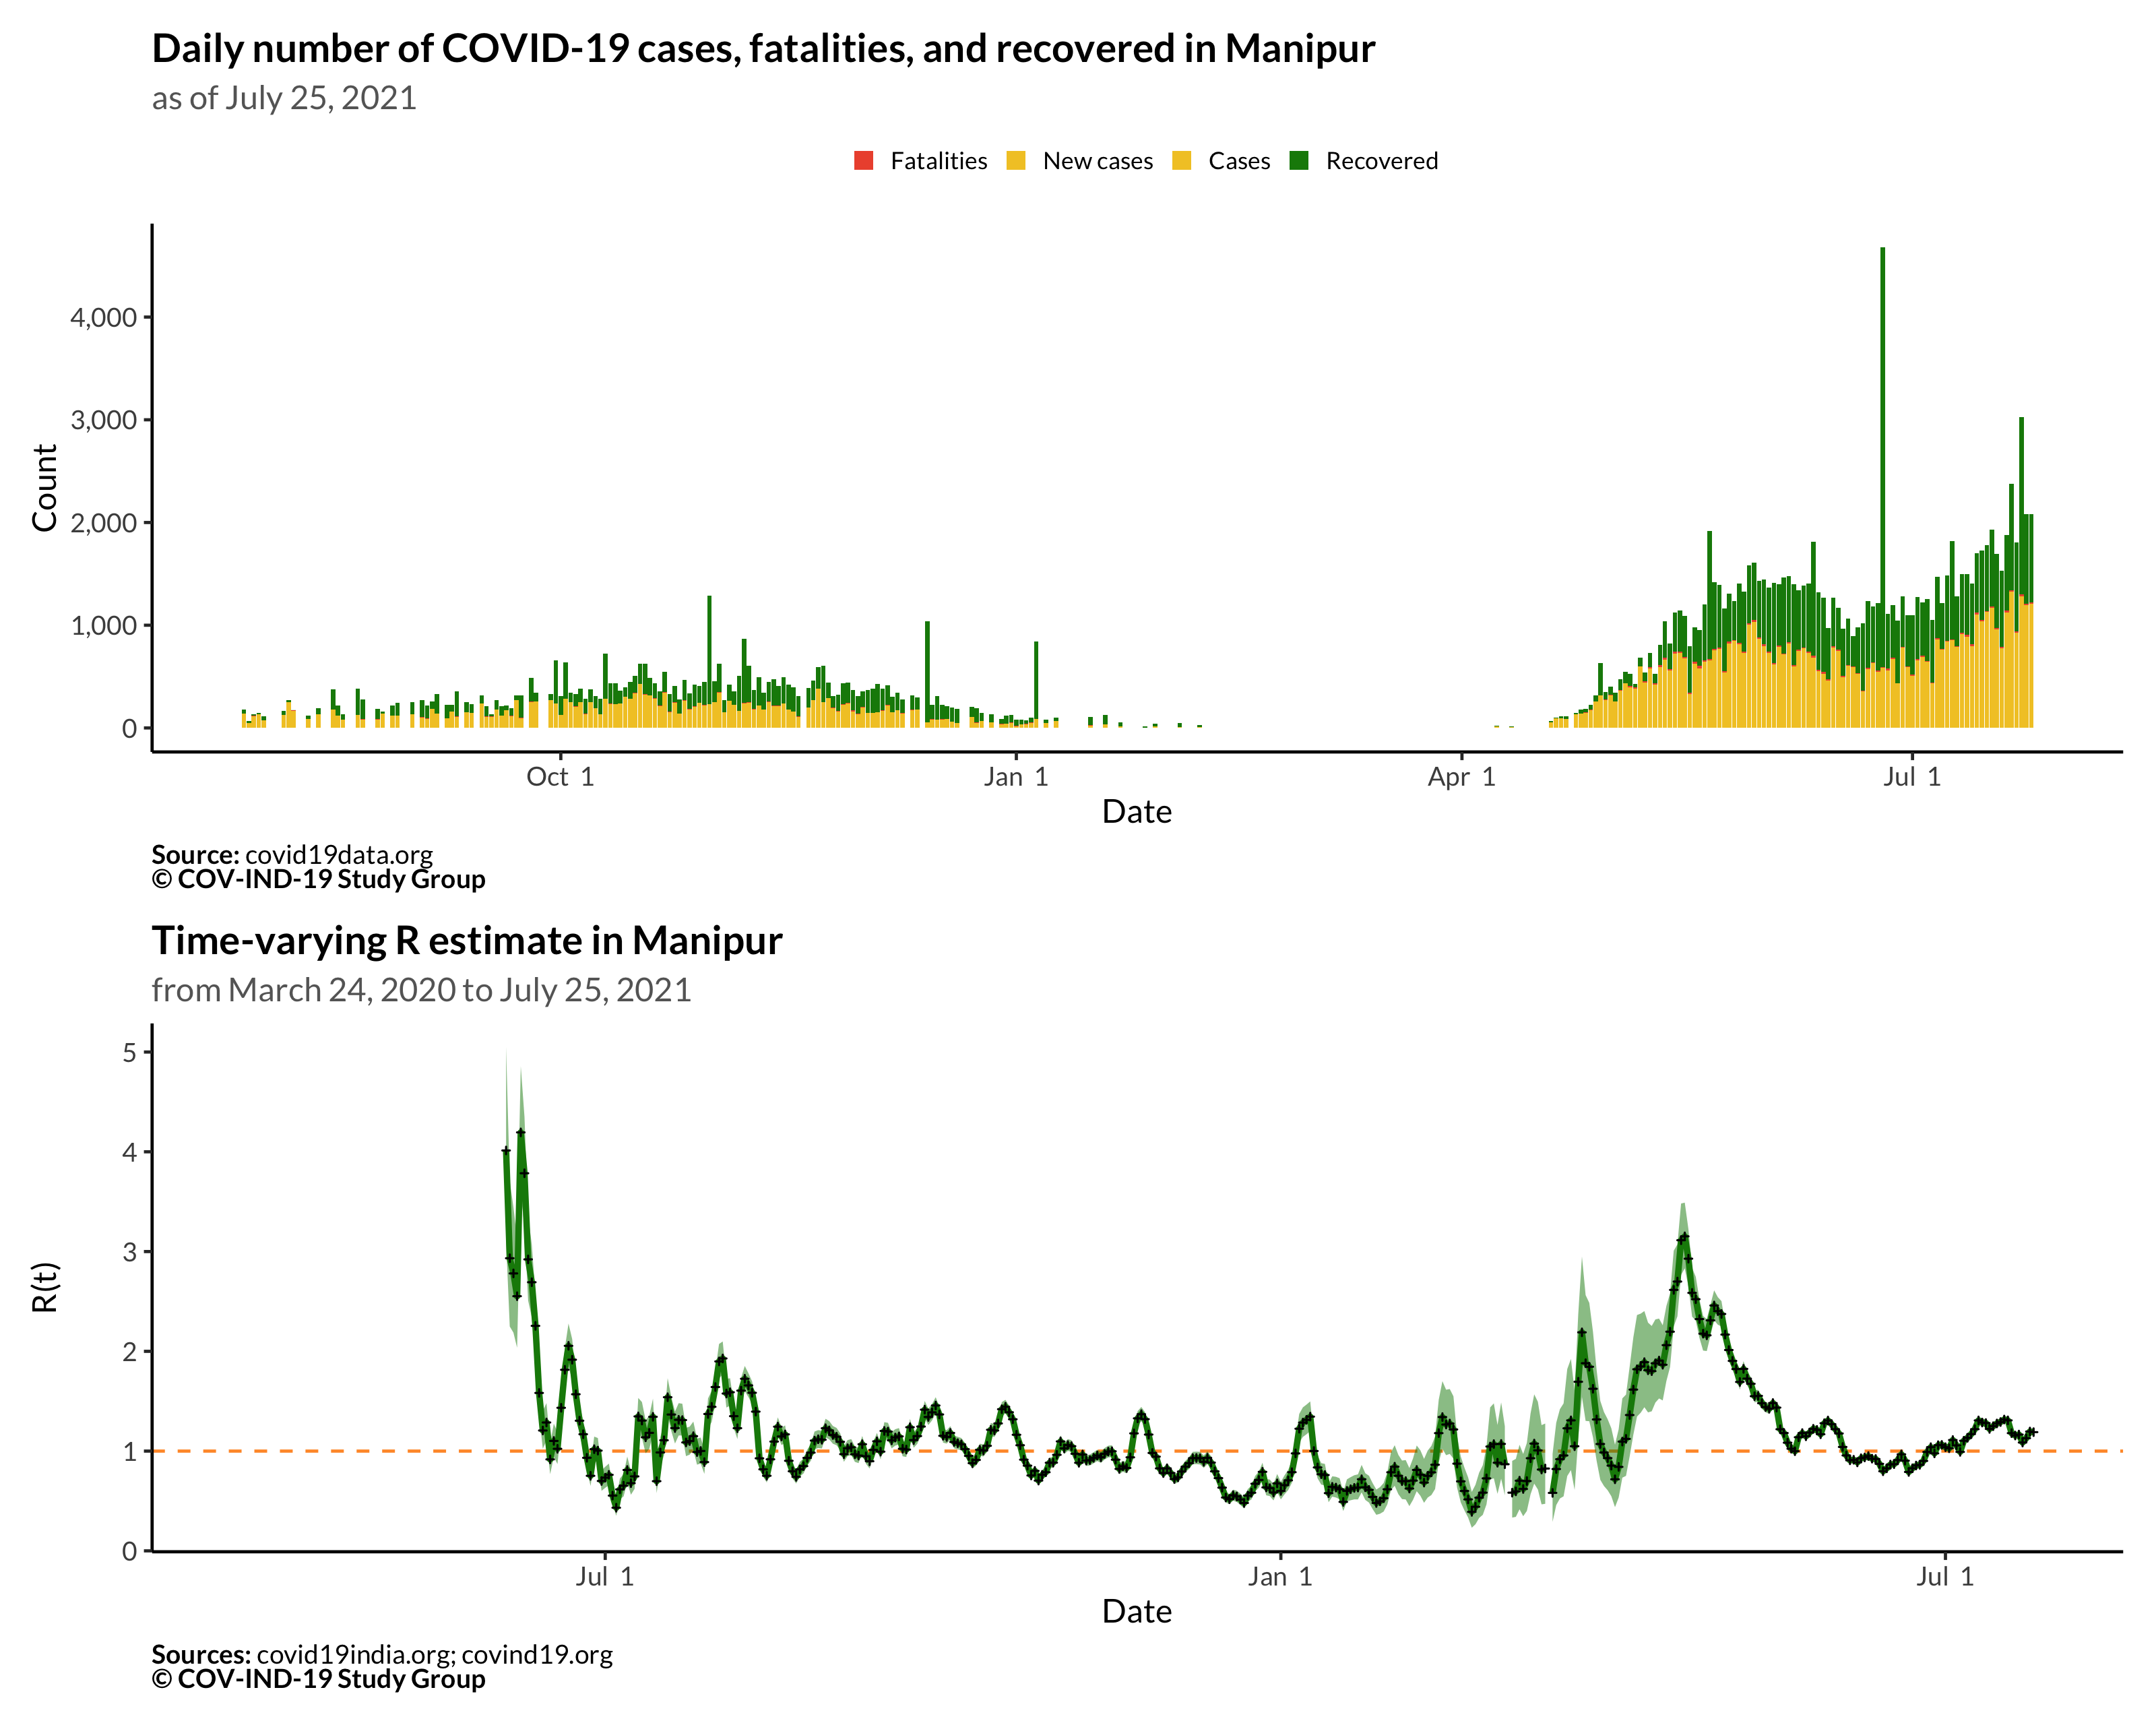 Daily number of COVID-19 cases, fatalities, and recovered in Manipur
as of July 25, 2021
Fatalities New cases Cases Recovered
Count
4,000
3,000
2,000
1,000
0
Oct 1 Jan 1 Apr 1 Jul 1
Date
Source: covid19data.org
© COV-IND-19 Study Group
Time-varying R estimate in Manipur
from March 24, 2020 to July 25, 2021
R(t)
5
4
3
2
1
0
Jul 1 Jan 1 Jul 1
Date
Sources: covid19india.org; covind19.org
© COV-IND-19 Study Group